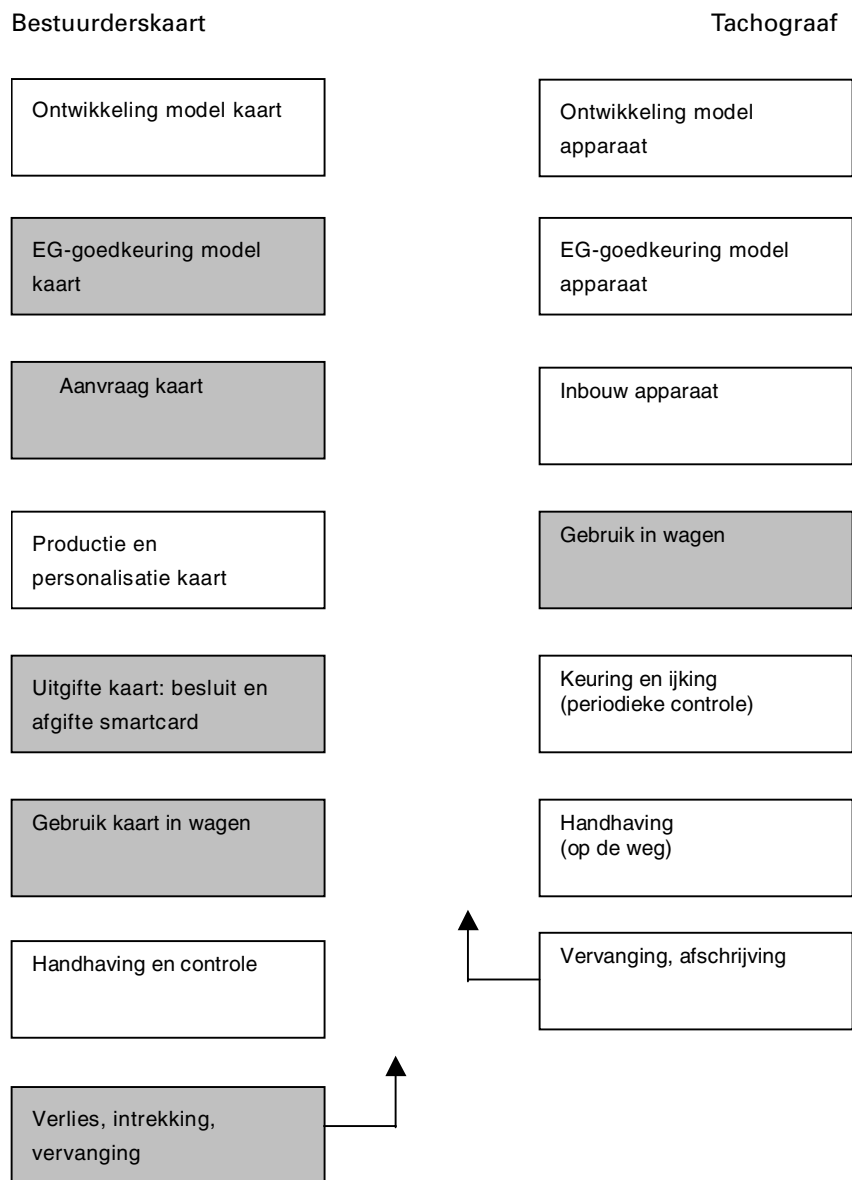 Bestuurderskaart
Ontwikkeling model kaart
EG-goedkeuring model
kaart
Aanvraag kaart
Productie en
personalisatie kaart
Uitgifte kaart: besluit en
afgifte smartcard
Gebruik kaart in wagen
Handhaving en controle
Verlies, intrekking,
vervanging
Tachograaf
Ontwikkeling model
apparaat
EG-goedkeuring model
apparaat
Inbouw apparaat
Gebruik in wagen
Keuring en ijking
(periodieke controle)
Handhaving
(op de weg)
Vervanging, afschrijving